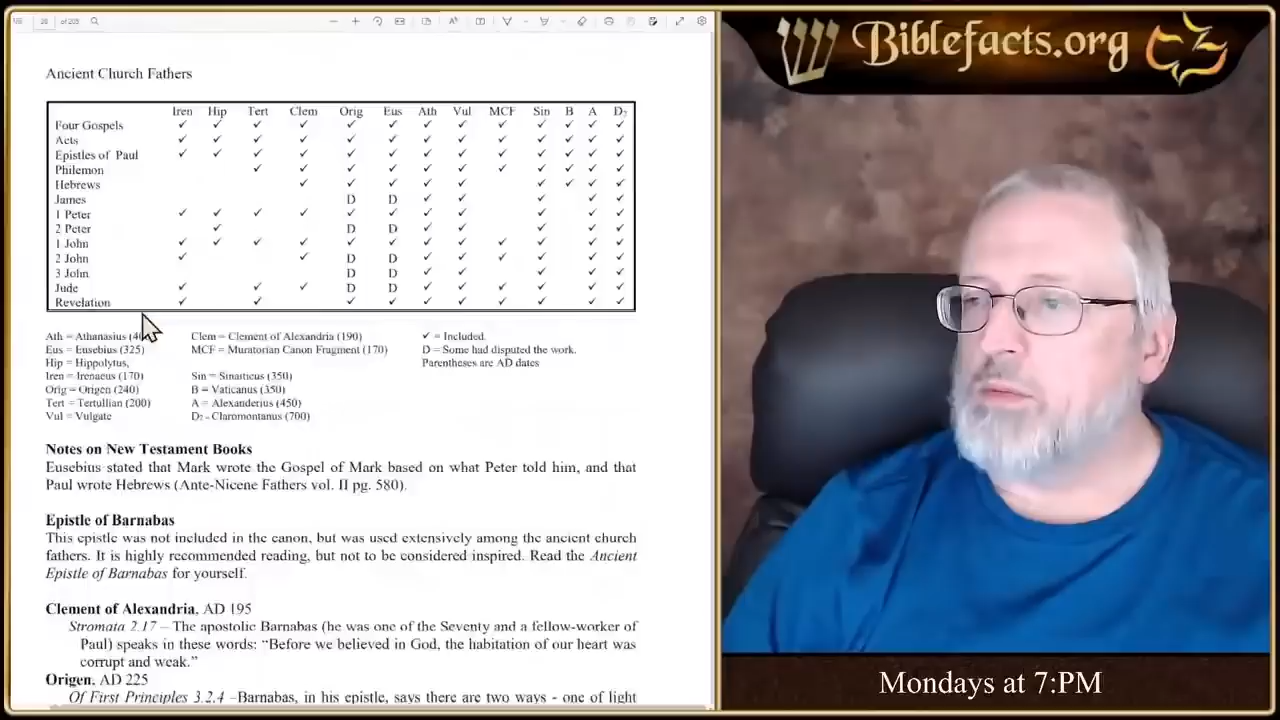 20 of 205
Biblefacts.org
Ancient Church Fathers
Iren Hip Tert Clem Orig Eus Ath Vul MCF Sin B A D2
Four Gospels ✓ ✓ ✓ ✓ ✓ ✓ ✓ ✓ ✓ ✓ ✓ ✓ ✓
Acts ✓ ✓ ✓ ✓ ✓ ✓ ✓ ✓ ✓ ✓ ✓ ✓ ✓
Epistles of Paul ✓ ✓ ✓ ✓ ✓ ✓ ✓ ✓ ✓ ✓ ✓ ✓ ✓
Philemon ✓ ✓ ✓ ✓ ✓ ✓ ✓ ✓ ✓ ✓ ✓
Hebrews ✓ ✓ ✓ ✓ ✓ ✓ ✓ ✓ ✓
James D D ✓ ✓ ✓ ✓ ✓
1 Peter ✓ ✓ ✓ ✓ ✓ ✓ ✓ ✓ ✓ ✓ ✓
2 Peter ✓ D D ✓ ✓ ✓ ✓ ✓
1 John ✓ ✓ ✓ ✓ ✓ ✓ ✓ ✓ ✓ ✓ ✓ ✓
2 John ✓ ✓ D D ✓ ✓ ✓ ✓ ✓ ✓
3 John D D ✓ ✓ ✓ ✓ ✓
Jude ✓ ✓ ✓ D D ✓ ✓ ✓ ✓ ✓ ✓
Revelation ✓ ✓ ✓ ✓ ✓ ✓ ✓ ✓ ✓ ✓
Ath = Athanasius Clem = Clement of Alexandria (190) ✓ = Included.
Eus = Eusebius (325) MCF = Muratorian Canon Fragment (170) D = Some had disputed the work.
Hip = Hippolytus, Parentheses are AD dates
Iren = Irenaeus (170) Sin = Sinaiticus (350)
Orig = Origen (240) B = Vaticanus (350)
Tert = Tertullian (200) A = Alexanderius (450)
Vul = Vulgate D2 - Claromontanus (700)
Notes on New Testament Books
Eusebius stated that Mark wrote the Gospel of Mark based on what Peter told him, and that
Paul wrote Hebrews (Ante-Nicene Fathers vol. II pg. 580).
Epistle of Barnabas
This epistle was not included in the canon, but was used extensively among the ancient church
fathers. It is highly recommended reading, but not to be considered inspired. Read the Ancient
Epistle of Barnabas for yourself.
Clement of Alexandria, AD 195
Stromata 2.17 – The apostolic Barnabas (he was one of the Seventy and a fellow-worker of
Paul) speaks in these words: “Before we believed in God, the habitation of our heart was
corrupt and weak.”
Origen, AD 225
Of First Principles 3.2.4 –Barnabas, in his epistle, says there are two ways - one of light
Mondays at 7:PM